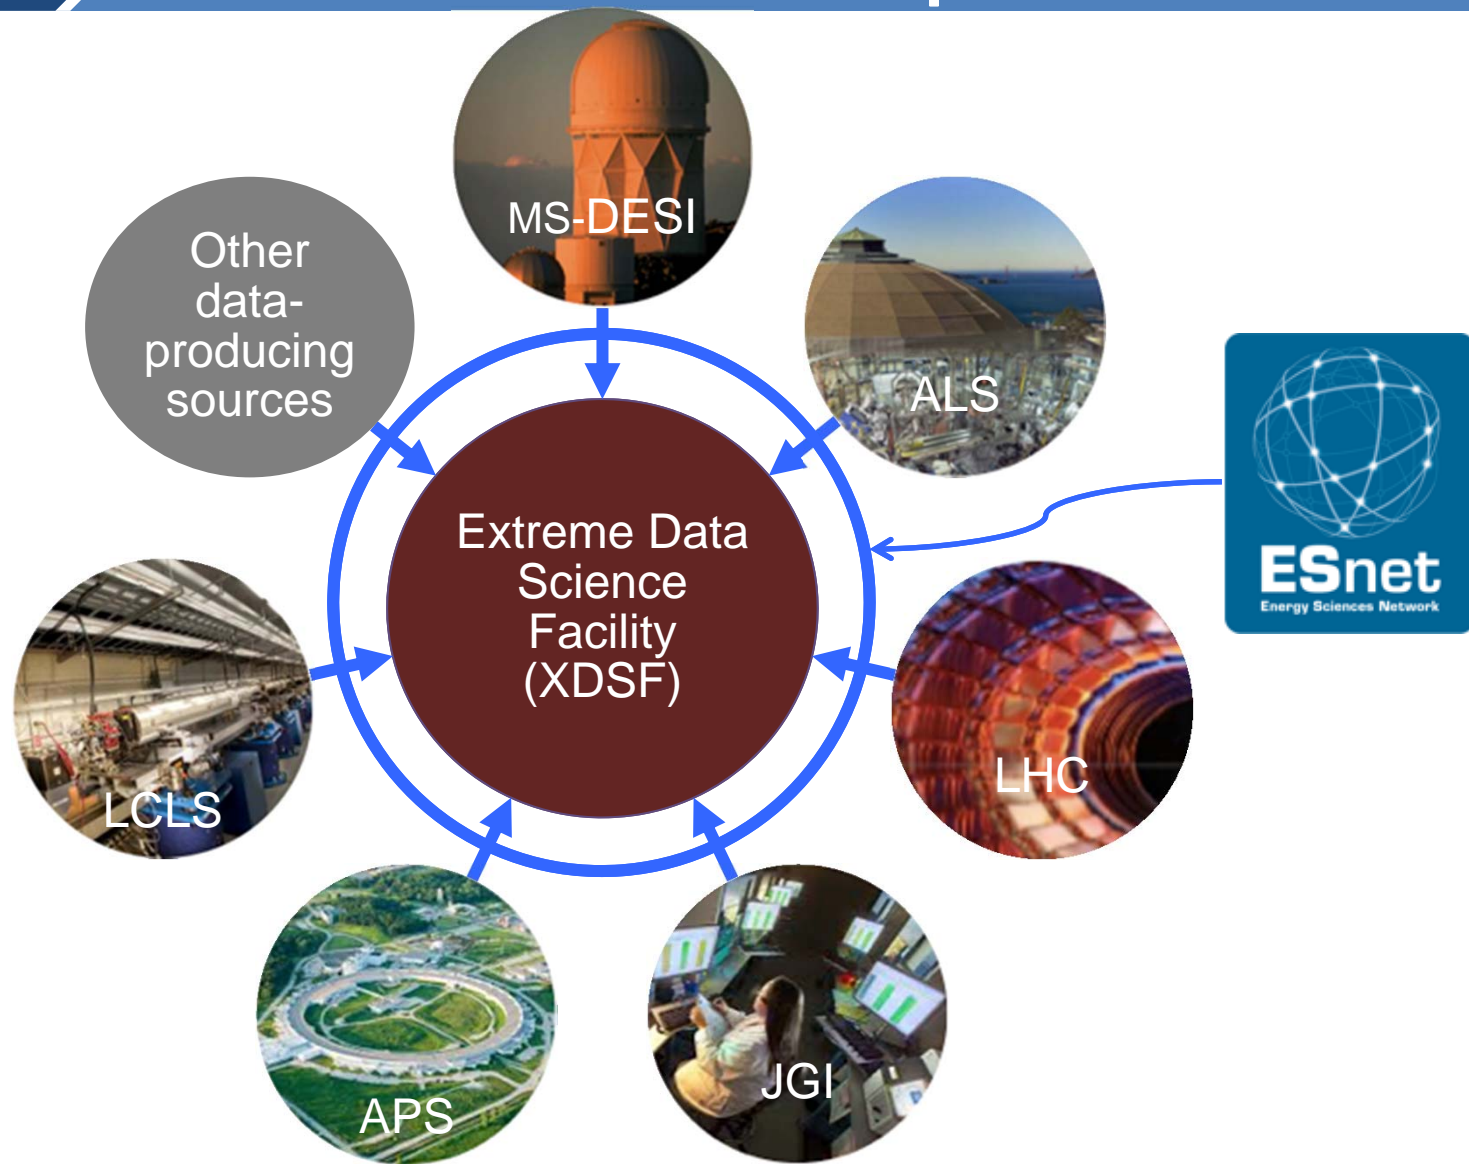 MS-DESI
Other
data-
producing
sources
ALS
Extreme Data
Science
Facility
(XDSF)
ESnet
Energy Sciences Network
LHC
LCLS
JGI
APS